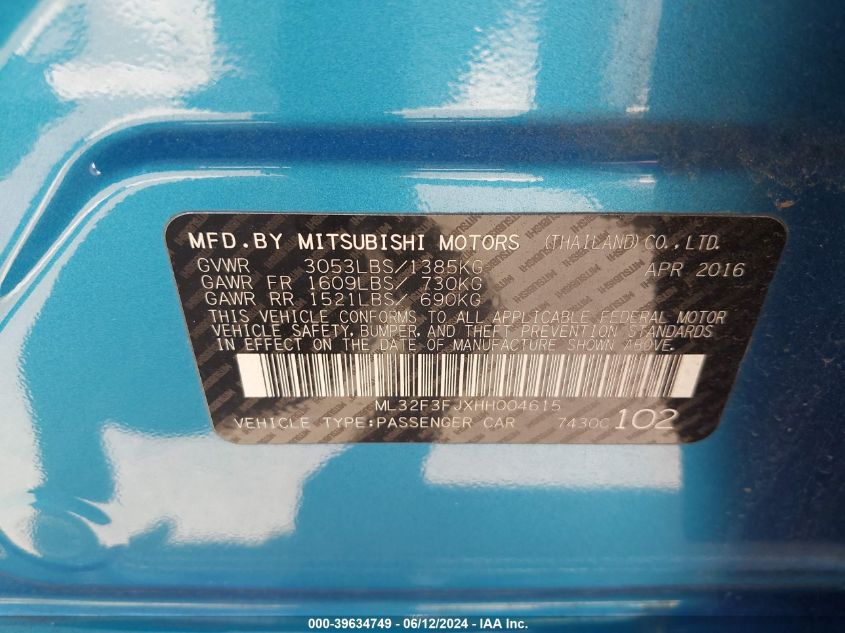 MFD.BY MITSUBISHI MOTORS (THAILAND) CO., LTD.
GVWR 3053LBS/1385KG APR 2016
GAWR FR 1609LBS/ 730KG
GAWR RR 1521LBS/ 690KG
THIS VEHICLE CONFORMS TO ALL APPLICABLE FEDERAL MOTOR
VEHICLE SAFETY, BUMPER, AND THEFT PREVENTION STANDARDS
IN EFFECT ON THE DATE OF MANUFACTURE SHOWN ABOVE.
ML32F3FJXHH004615
VEHICLE TYPE:PASSENGER CAR 7430C 102
000-39634749 - 06/12/2024 - IAA Inc.